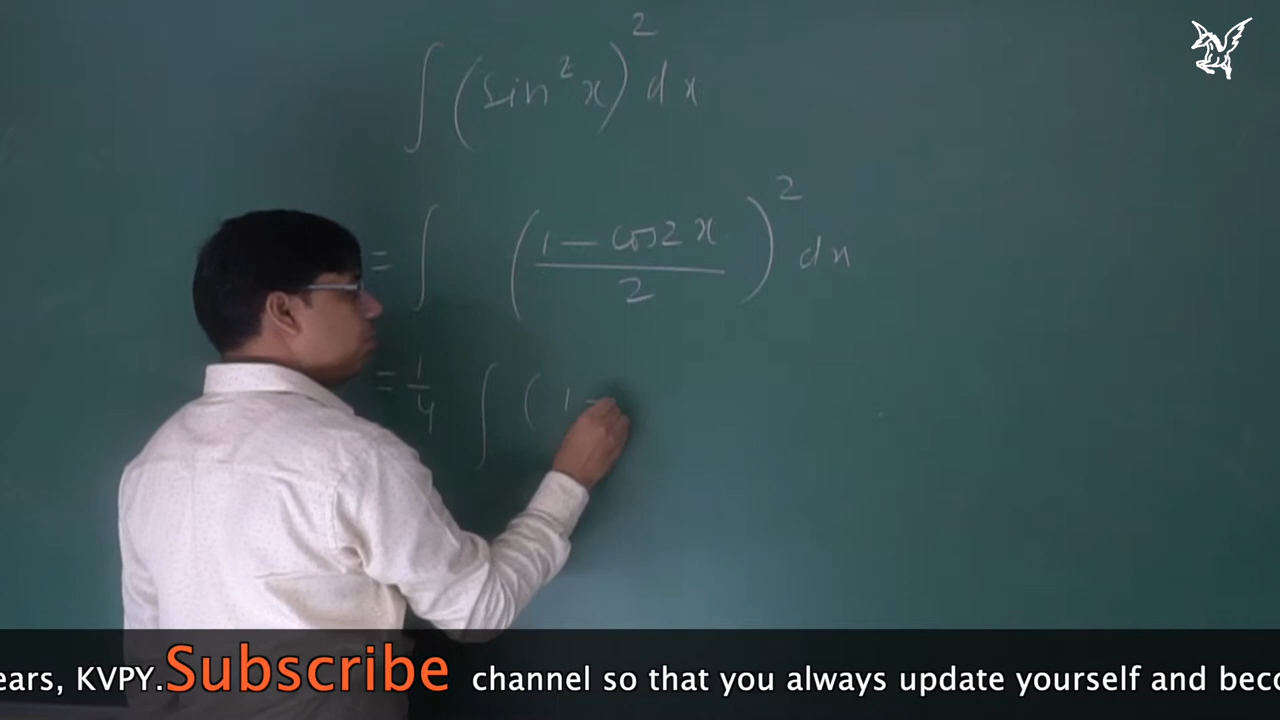 ∫ (sin² x)² dx
= ∫ (1 − cos2x / 2)² dx
= 1/4 ∫ (1 −
ears, KVPY. Subscribe channel so that you always update yourself and beco